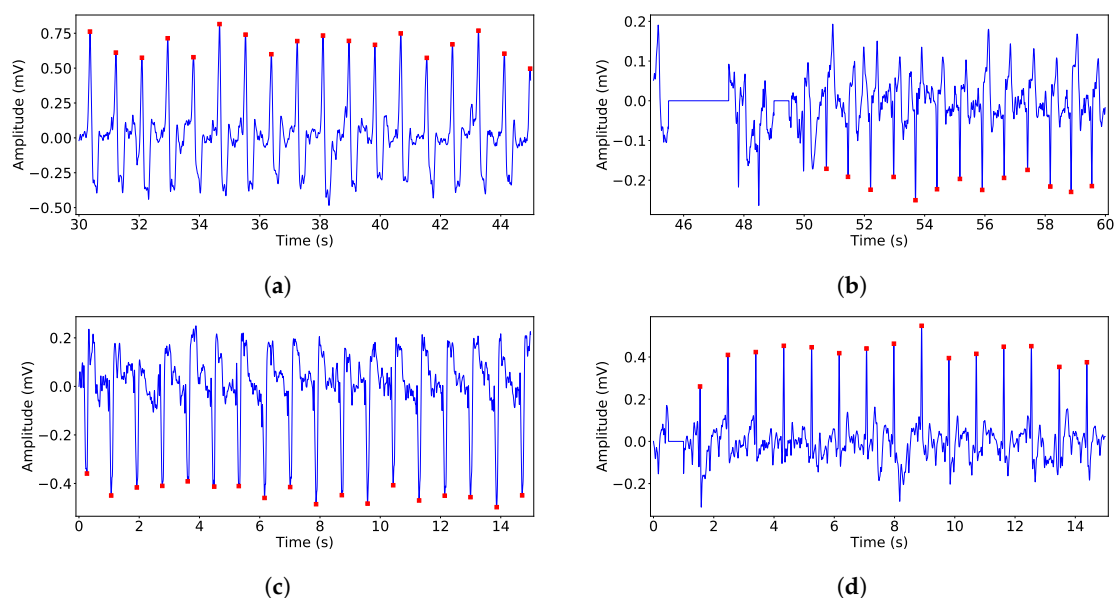 Amplitude (mV)
0.75
0.50
0.25
0.00
−0.25
−0.50
30 32 34 36 38 40 42 44
Time (s)
(a)
Amplitude (mV)
0.2
0.1
0.0
−0.1
−0.2
46 48 50 52 54 56 58 60
Time (s)
(b)
Amplitude (mV)
0.2
0.0
−0.2
−0.4
0 2 4 6 8 10 12 14
Time (s)
(c)
Amplitude (mV)
0.4
0.2
0.0
−0.2
0 2 4 6 8 10 12 14
Time (s)
(d)